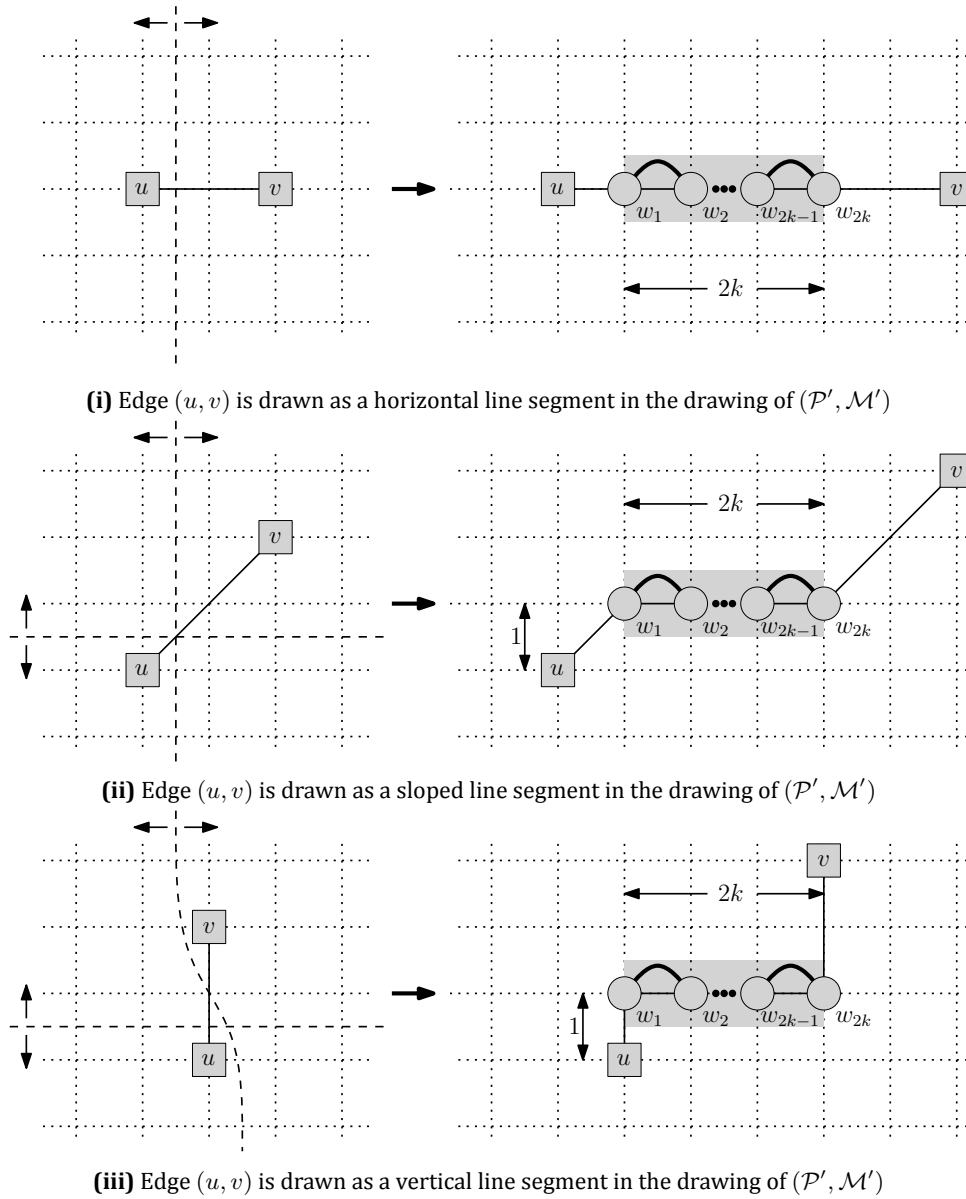 u v u w₁ w₂ w₂ₖ₋₁ w₂ₖ v
2k
(i) Edge (u, v) is drawn as a horizontal line segment in the drawing of (𝒫′, ℳ′)
v
2k
v
w₁ w₂ w₂ₖ₋₁ w₂ₖ
1
u u
(ii) Edge (u, v) is drawn as a sloped line segment in the drawing of (𝒫′, ℳ′)
v
2k
v
w₁ w₂ w₂ₖ₋₁ w₂ₖ
1
u u
(iii) Edge (u, v) is drawn as a vertical line segment in the drawing of (𝒫′, ℳ′)